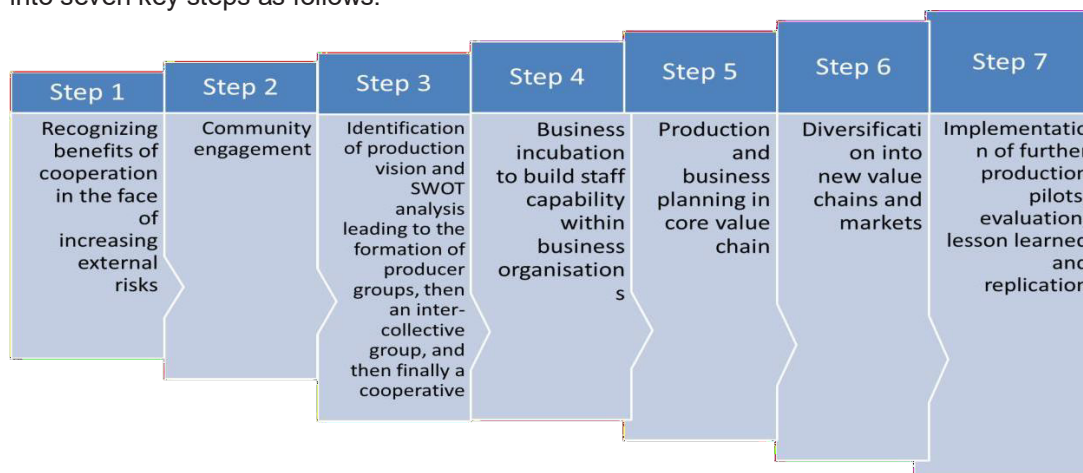 into seven key steps as follows:
Step 1
Recognizing
benefits of
cooperation
in the face
of
increasing
external
risks
Step 2
Community
engagement
Step 3
Identification
of production
vision and
SWOT
analysis
leading to the
formation of
producer
groups, then
an inter-
collective
group, and
then finally a
cooperative
Step 4
Business
incubation
to build staff
capability
within
business
organisation
s
Step 5
Production
and
business
planning in
core value
chain
Step 6
Diversificati
on into
new value
chains and
markets
Step 7
Implementatio
n of further
production
pilots
evaluation
lesson learned
and
replication